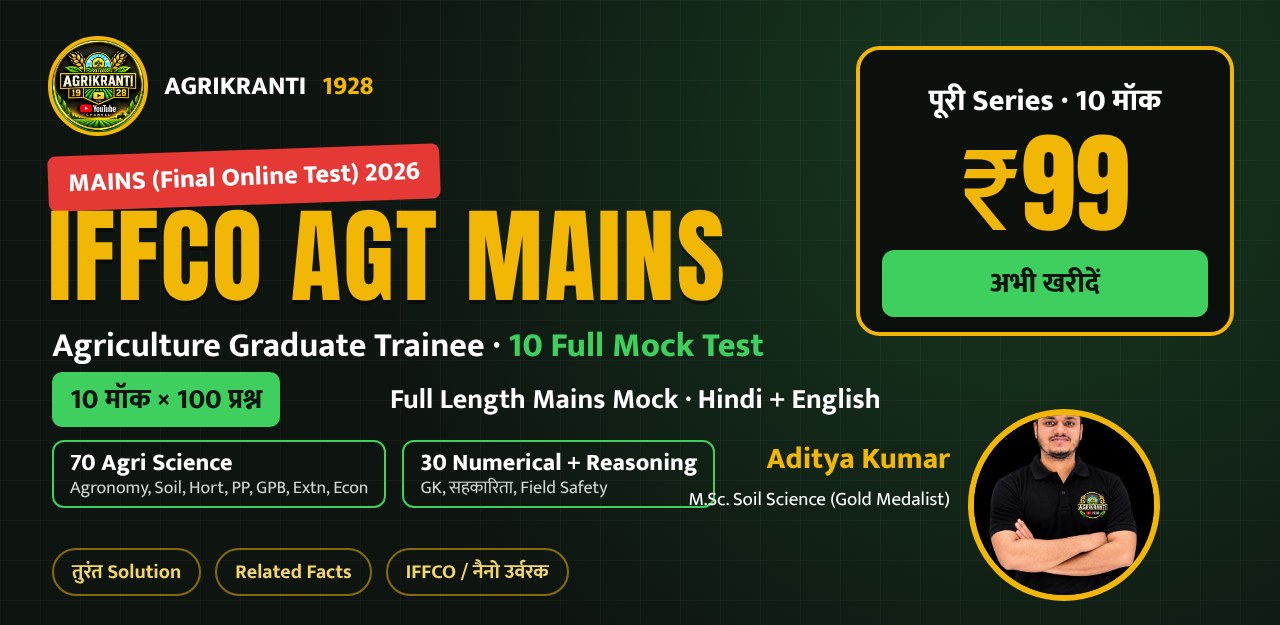 AGRIKRANTI
19 28
YouTube
CHANNEL
AGRIKRANTI 1928
MAINS (Final Online Test) 2026
IFFCO AGT MAINS
Agriculture Graduate Trainee · 10 Full Mock Test
10 मॉक × 100 प्रश्न
Full Length Mains Mock · Hindi + English
70 Agri Science
Agronomy, Soil, Hort, PP, GPB, Extn, Econ
30 Numerical + Reasoning
GK, सहकारिता, Field Safety
तुरंत Solution
Related Facts
IFFCO / नैनो उर्वरक
पूरी Series · 10 मॉक
₹99
अभी खरीदें
Aditya Kumar
M.Sc. Soil Science (Gold Medalist)
AGRIKRANTI